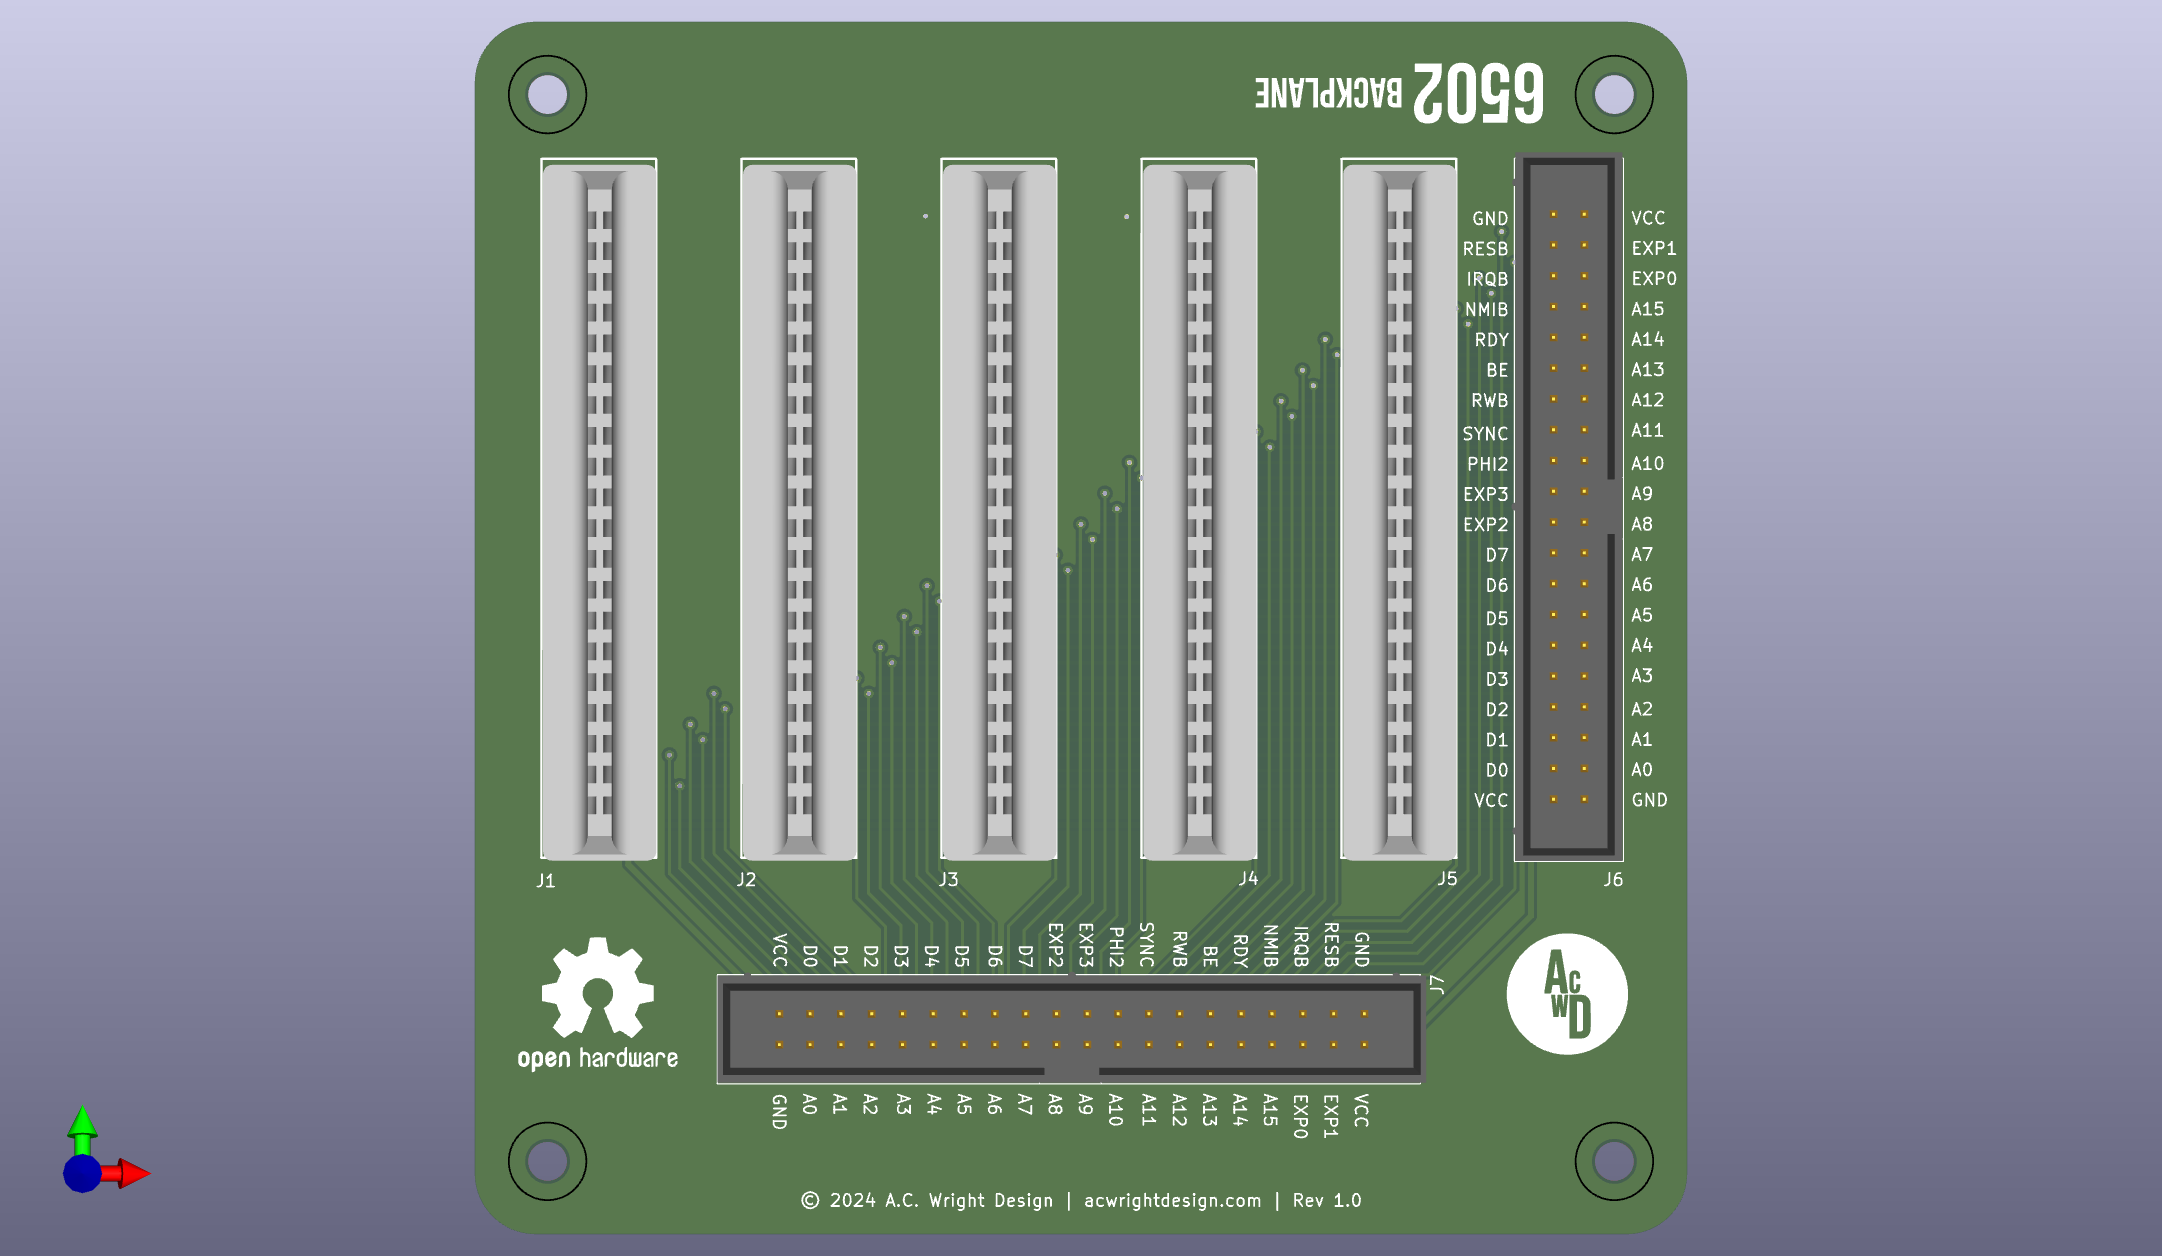 6502 BACKPLANE
GND VCC
RESB EXP1
IRQB EXP0
NMIB A15
RDY A14
BE A13
RWB A12
SYNC A11
PHI2 A10
EXP3 A9
EXP2 A8
D7 A7
D6 A6
D5 A5
D4 A4
D3 A3
D2 A2
D1 A1
D0 A0
VCC GND
J1 J2 J3 J4 J5 J6
VCC D0 D1 D2 D3 D4 D5 D6 D7 EXP2 EXP3 PHI2 SYNC RWB BE RDY NMIB IRQB RESB GND
J7
GND A0 A1 A2 A3 A4 A5 A6 A7 A8 A9 A10 A11 A12 A13 A14 A15 EXP0 EXP1 VCC
open hardware
ACWD
© 2024 A.C. Wright Design | acwrightdesign.com | Rev 1.0